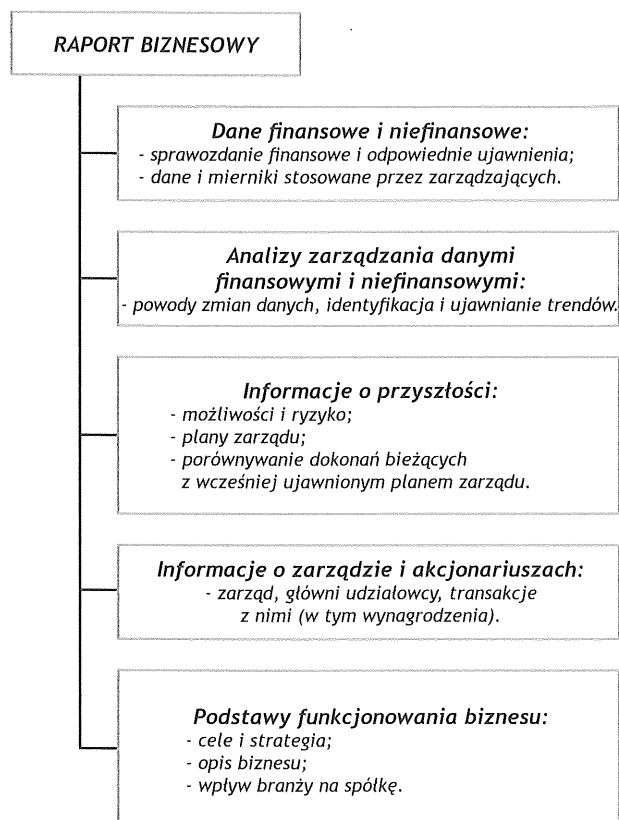 RAPORT BIZNESOWY
Dane finansowe i niefinansowe:
- sprawozdanie finansowe i odpowiednie ujawnienia;
- dane i mierniki stosowane przez zarządzających.
Analizy zarządzania danymi
finansowymi i niefinansowymi:
- powody zmian danych, identyfikacja i ujawnianie trendów.
Informacje o przyszłości:
- możliwości i ryzyko;
- plany zarządu;
- porównywanie dokonań bieżących
z wcześniej ujawnionym planem zarządu.
Informacje o zarządzie i akcjonariuszach:
- zarząd, główni udziałowcy, transakcje
z nimi (w tym wynagrodzenia).
Podstawy funkcjonowania biznesu:
- cele i strategia;
- opis biznesu;
- wpływ branży na spółkę.